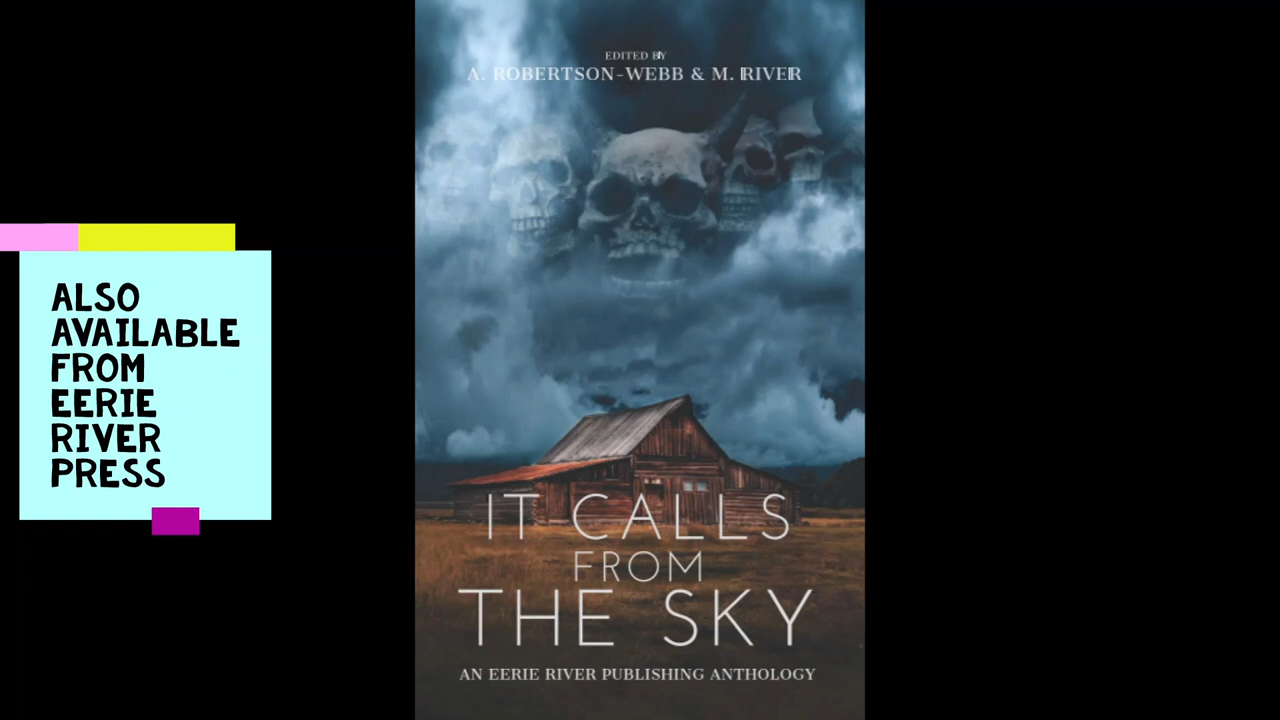 ALSO
AVAILABLE
FROM
EERIE
RIVER
PRESS
EDITED BY
A. ROBERTSON-WEBB & M. RIVER
IT CALLS
FROM
THE SKY
AN EERIE RIVER PUBLISHING ANTHOLOGY